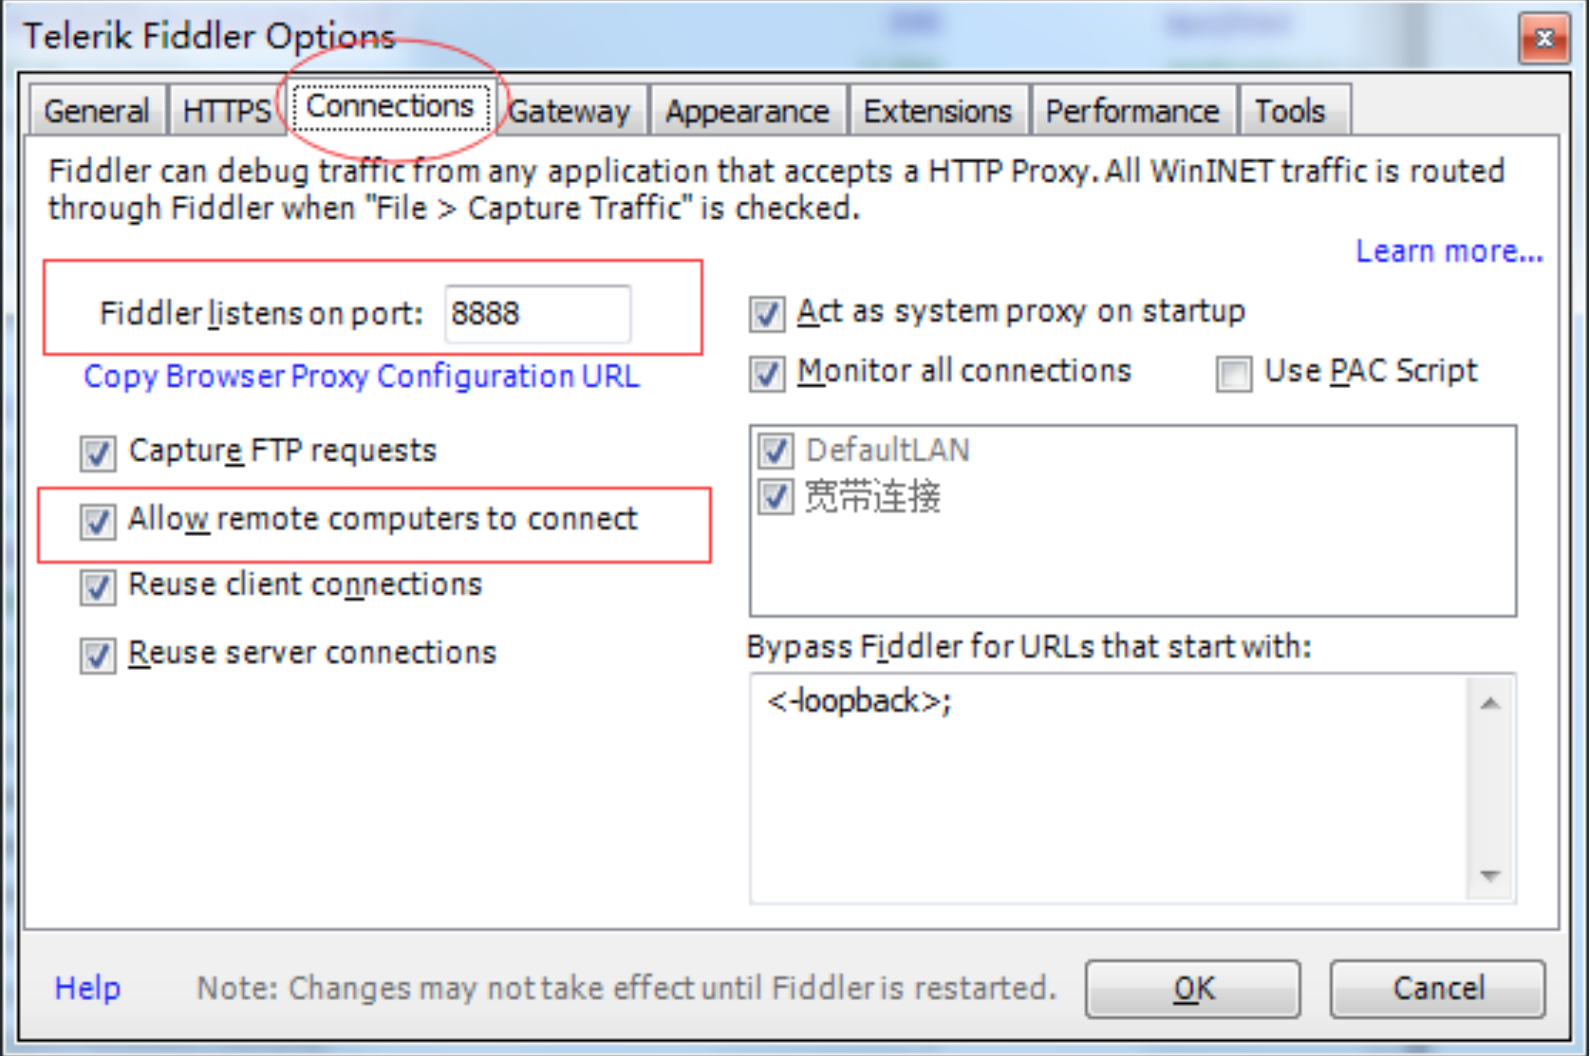 Telerik Fiddler Options
General HTTPS Connections Gateway Appearance Extensions Performance Tools
Fiddler can debug traffic from any application that accepts a HTTP Proxy. All WinINET traffic is routed
through Fiddler when "File > Capture Traffic" is checked.
Learn more...
Fiddler listens on port: 8888
Copy Browser Proxy Configuration URL
Capture FTP requests
Allow remote computers to connect
Reuse client connections
Reuse server connections
Act as system proxy on startup
Monitor all connections Use PAC Script
DefaultLAN
宽带连接
Bypass Fiddler for URLs that start with:
<-loopback>;
Help Note: Changes may not take effect until Fiddler is restarted. OK Cancel